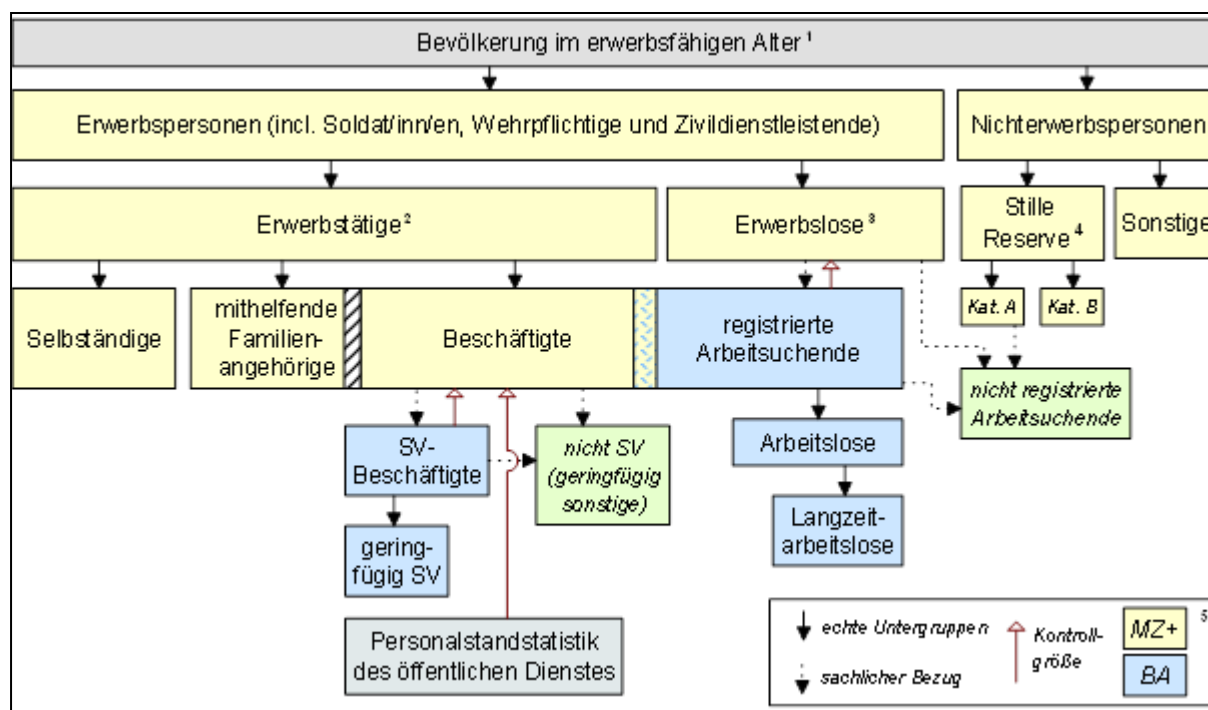 Bevölkerung im erwerbsfähigen Alter ¹
Erwerbspersonen (incl. Soldat/inn/en, Wehrpflichtige und Zivildienstleistende)
Nichterwerbspersonen
Erwerbstätige ²
Erwerbslose ³
Stille
Reserve ⁴
Sonstige
Selbständige
mithelfende
Familien-
angehörige
Beschäftigte
registrierte
Arbeitsuchende
Kat. A
Kat. B
nicht registrierte
Arbeitsuchende
SV-
Beschäftigte
nicht SV
(geringfügig
sonstige)
Arbeitslose
gering-
fügig SV
Langzeit-
arbeitslose
Personalstandstatistik
des öffentlichen Dienstes
echte Untergruppen
sachlicher Bezug
Kontroll-
größe
MZ+ ⁵
BA